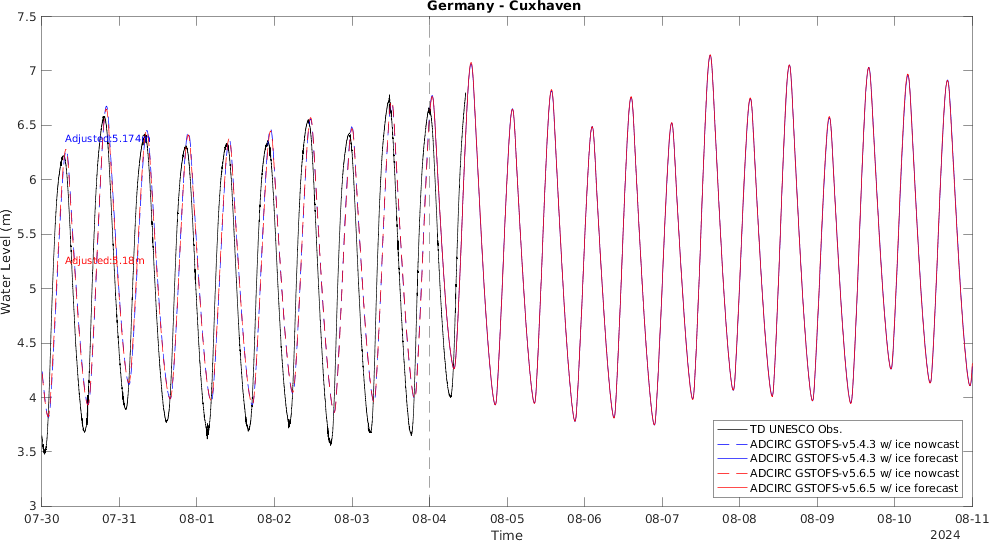 Germany - Cuxhaven
7.5
7
6.5
6
5.5
5
4.5
4
3.5
3
Water Level (m)
Adjusted:5.174
Adjusted:5.18m
TD UNESCO Obs.
ADCIRC GSTOFS-v5.4.3 w/ ice nowcast
ADCIRC GSTOFS-v5.4.3 w/ ice forecast
ADCIRC GSTOFS-v5.6.5 w/ ice nowcast
ADCIRC GSTOFS-v5.6.5 w/ ice forecast
07-30 07-31 08-01 08-02 08-03 08-04 08-05 08-06 08-07 08-08 08-09 08-10 08-11
Time
2024